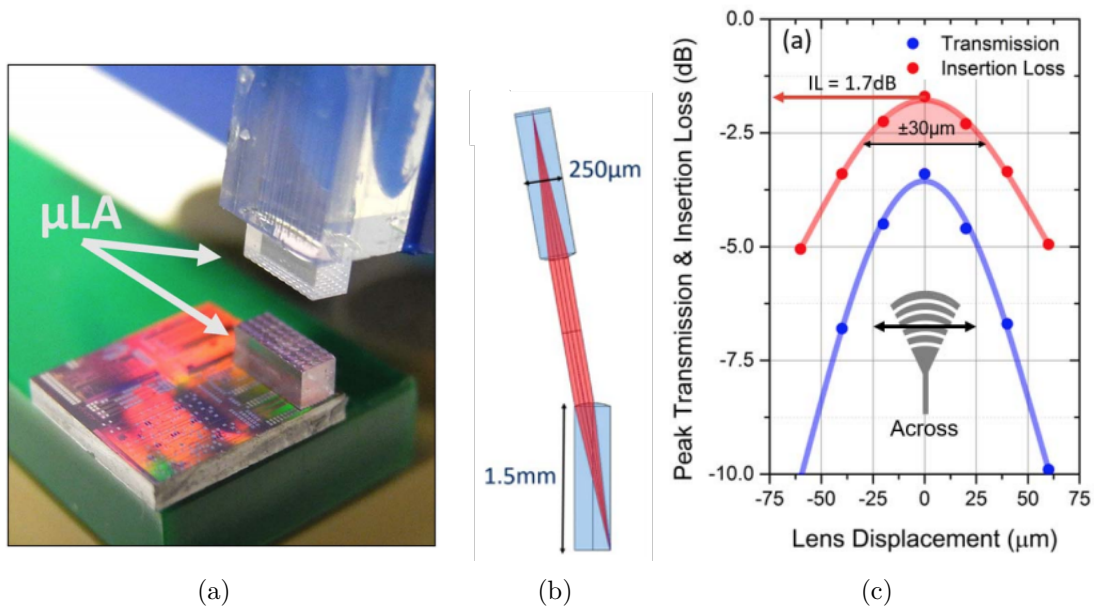 μLA
(a)
250μm
1.5mm
(b)
(a)
Transmission
Insertion Loss
IL = 1.7dB
±30μm
Across
Peak Transmission & Insertion Loss (dB)
0.0
-2.5
-5.0
-7.5
-10.0
-75 -50 -25 0 25 50 75
Lens Displacement (μm)
(c)